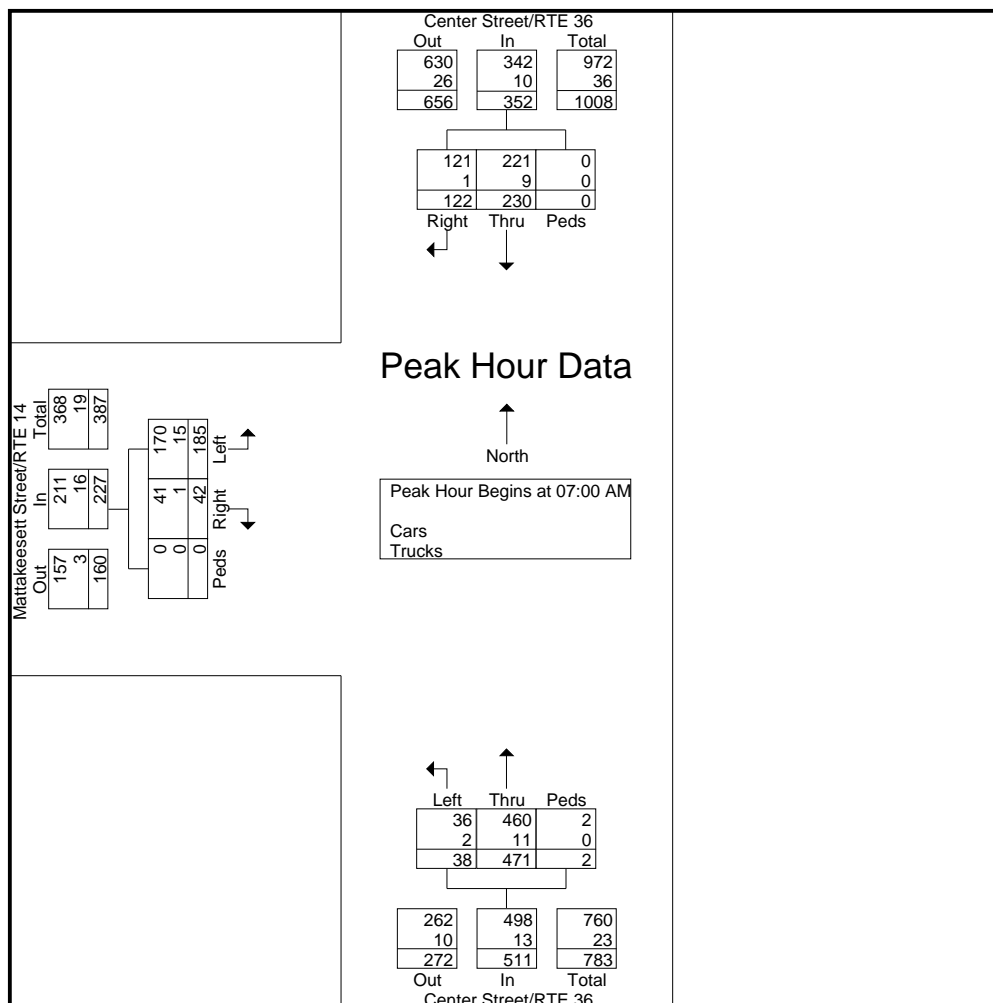 Center Street/RTE 36
Out In Total
630 342 972
26 10 36
656 352 1008
121 221 0
1 9 0
122 230 0
Right Thru Peds
Peak Hour Data
North
Peak Hour Begins at 07:00 AM
Cars
Trucks
Mattakeesett Street/RTE 14
Out In Total
157 211 368
3 16 19
160 227 387
0 41 170
0 1 15
0 42 185
Peds Right Left
Left Thru Peds
36 460 2
2 11 0
38 471 2
262 498 760
10 13 23
272 511 783
Out In Total
Center Street/RTE 36